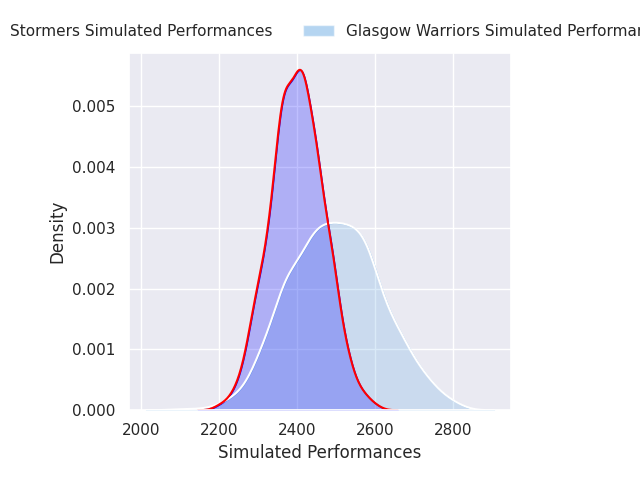 Stormers Simulated Performances
Glasgow Warriors Simulated Performan
0.005
0.004
0.003
0.002
0.001
0.000
Density
2000 2200 2400 2600 2800
Simulated Performances